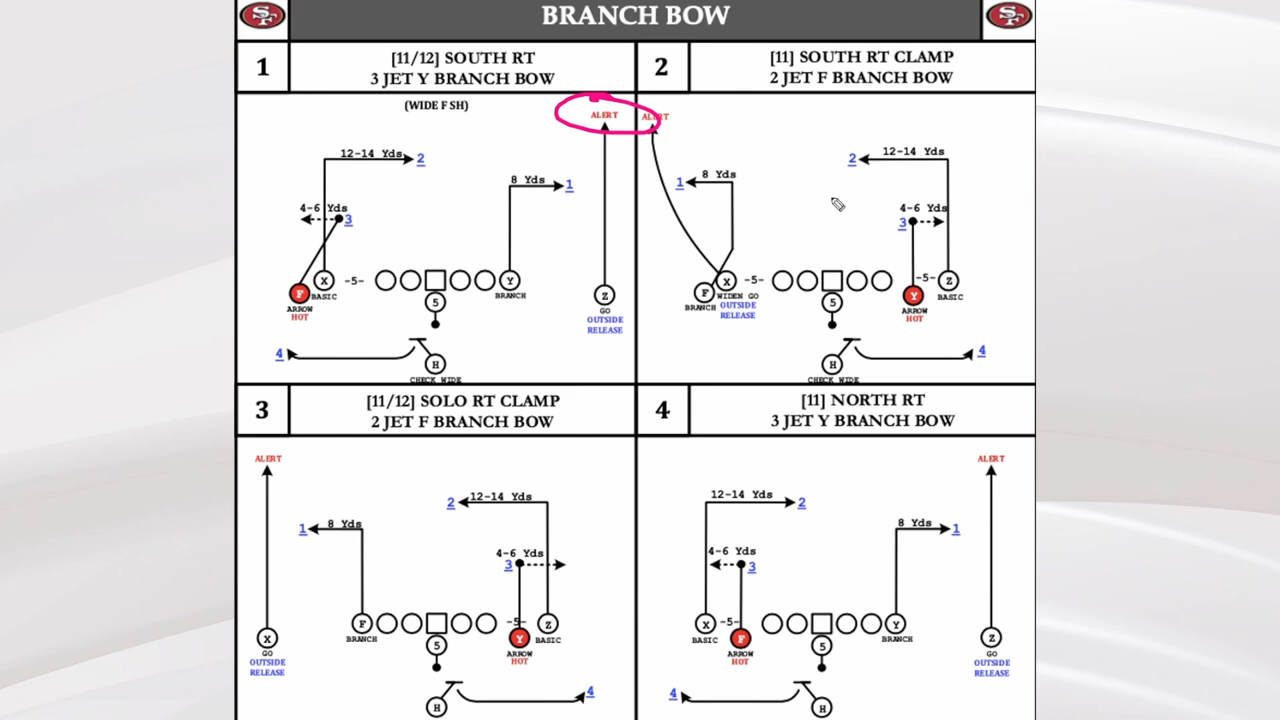 BRANCH BOW
1
[11/12] SOUTH RT
3 JET Y BRANCH BOW
2
[11] SOUTH RT CLAMP
2 JET F BRANCH BOW
(WIDE F SH)
ALERT
12-14 Yds
2
8 Yds
1
4-6 Yds
3
F
X
-5-
Y
Z
ARROW
HOT
BASIC
5
BRANCH
GO
OUTSIDE
RELEASE
4
H
CHECK WIDE
ALERT
8 Yds
1
2
12-14 Yds
4-6 Yds
3
F
X
-5-
-5-
Y
Z
BRANCH
WIDEN GO
OUTSIDE
RELEASE
5
ARROW
HOT
BASIC
H
4
CHECK WIDE
3
[11/12] SOLO RT CLAMP
2 JET F BRANCH BOW
4
[11] NORTH RT
3 JET Y BRANCH BOW
ALERT
1
8 Yds
2
12-14 Yds
4-6 Yds
3
X
GO
OUTSIDE
RELEASE
F
BRANCH
5
-5-
Y
ARROW
HOT
Z
BASIC
H
4
ALERT
12-14 Yds
2
8 Yds
1
4-6 Yds
3
X
BASIC
-5-
F
ARROW
HOT
5
Y
BRANCH
Z
GO
OUTSIDE
RELEASE
4
H